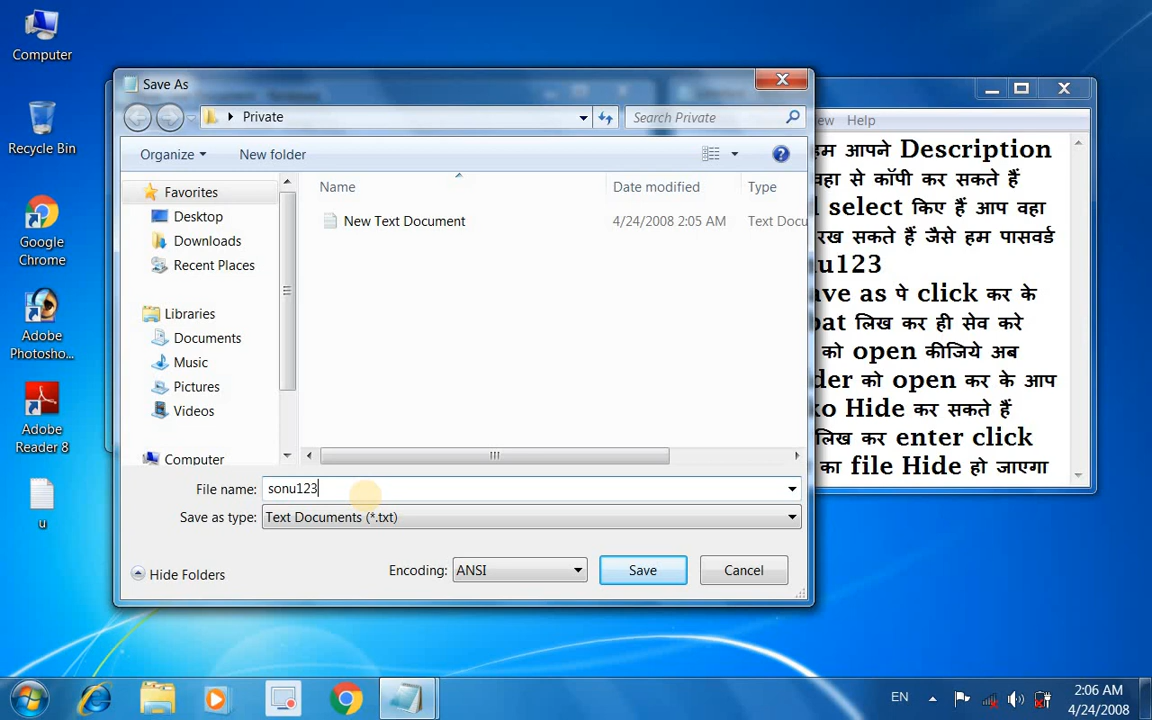 Computer
Recycle Bin
Google
Chrome
Adobe
Photosho...
Adobe
Reader 8
u
Save As
Private
Search Private
Organize
New folder
Name
Date modified
Type
New Text Document
4/24/2008 2:05 AM
Text Docu
Favorites
Desktop
Downloads
Recent Places
Libraries
Documents
Music
Pictures
Videos
Computer
File name:
sonu123
Save as type:
Text Documents (*.txt)
Hide Folders
Encoding:
ANSI
Save
Cancel
ew Help
हम आपने Description
वहा से कॉपी कर सकते हैं
select किए हैं आप वहा
रख सकते हैं जैसे हम पासवर्ड
nu123
ave as पे click कर के
bat लिख कर ही सेव करे
को open कीजिये अब
der को open कर के आप
ko Hide कर सकते हैं
लिख कर enter click
का file Hide हो जाएगा
EN
2:06 AM
4/24/2008